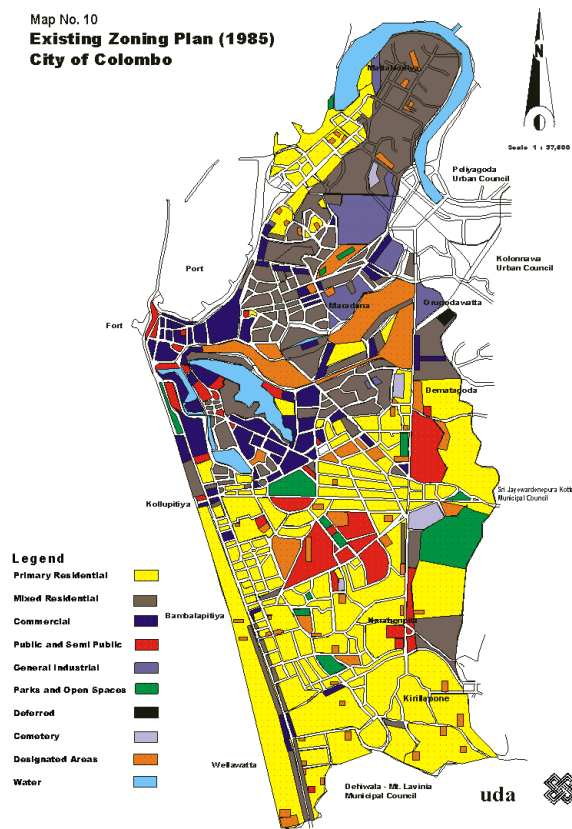 Map No. 10
Existing Zoning Plan (1985)
City of Colombo
N
Scale 1 : 37,500
Mattakkuliya
Peliyagoda
Urban Council
Port
Kolonnawa
Urban Council
Maradana
Orugodawatta
Fort
Dematagoda
Sri Jayewardenepura Kotte
Municipal Council
Kollupitiya
Legend
Primary Residential
Mixed Residential
Commercial
Public and Semi Public
General Industrial
Parks and Open Spaces
Deferred
Cemetery
Designated Areas
Water
Bambalapitiya
Narahenpita
Kirillapone
Wellawatta
Dehiwala - Mt. Lavinia
Municipal Council
uda